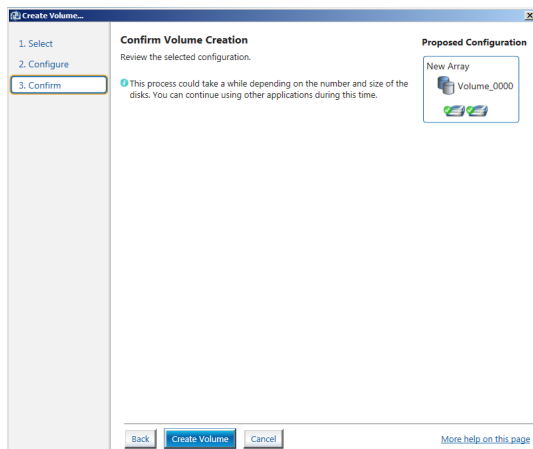 Create Volume...
1. Select
2. Configure
3. Confirm
Confirm Volume Creation
Review the selected configuration.
This process could take a while depending on the number and size of the
disks. You can continue using other applications during this time.
Proposed Configuration
New Array
Volume_0000
Back
Create Volume
Cancel
More help on this page